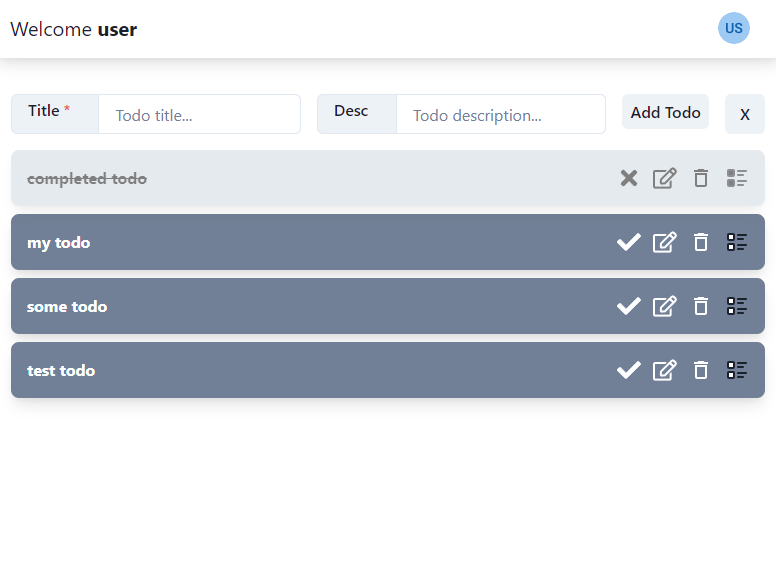 Welcome user
US
Title *
Todo title...
Desc
Todo description...
Add Todo
X
completed todo
my todo
some todo
test todo